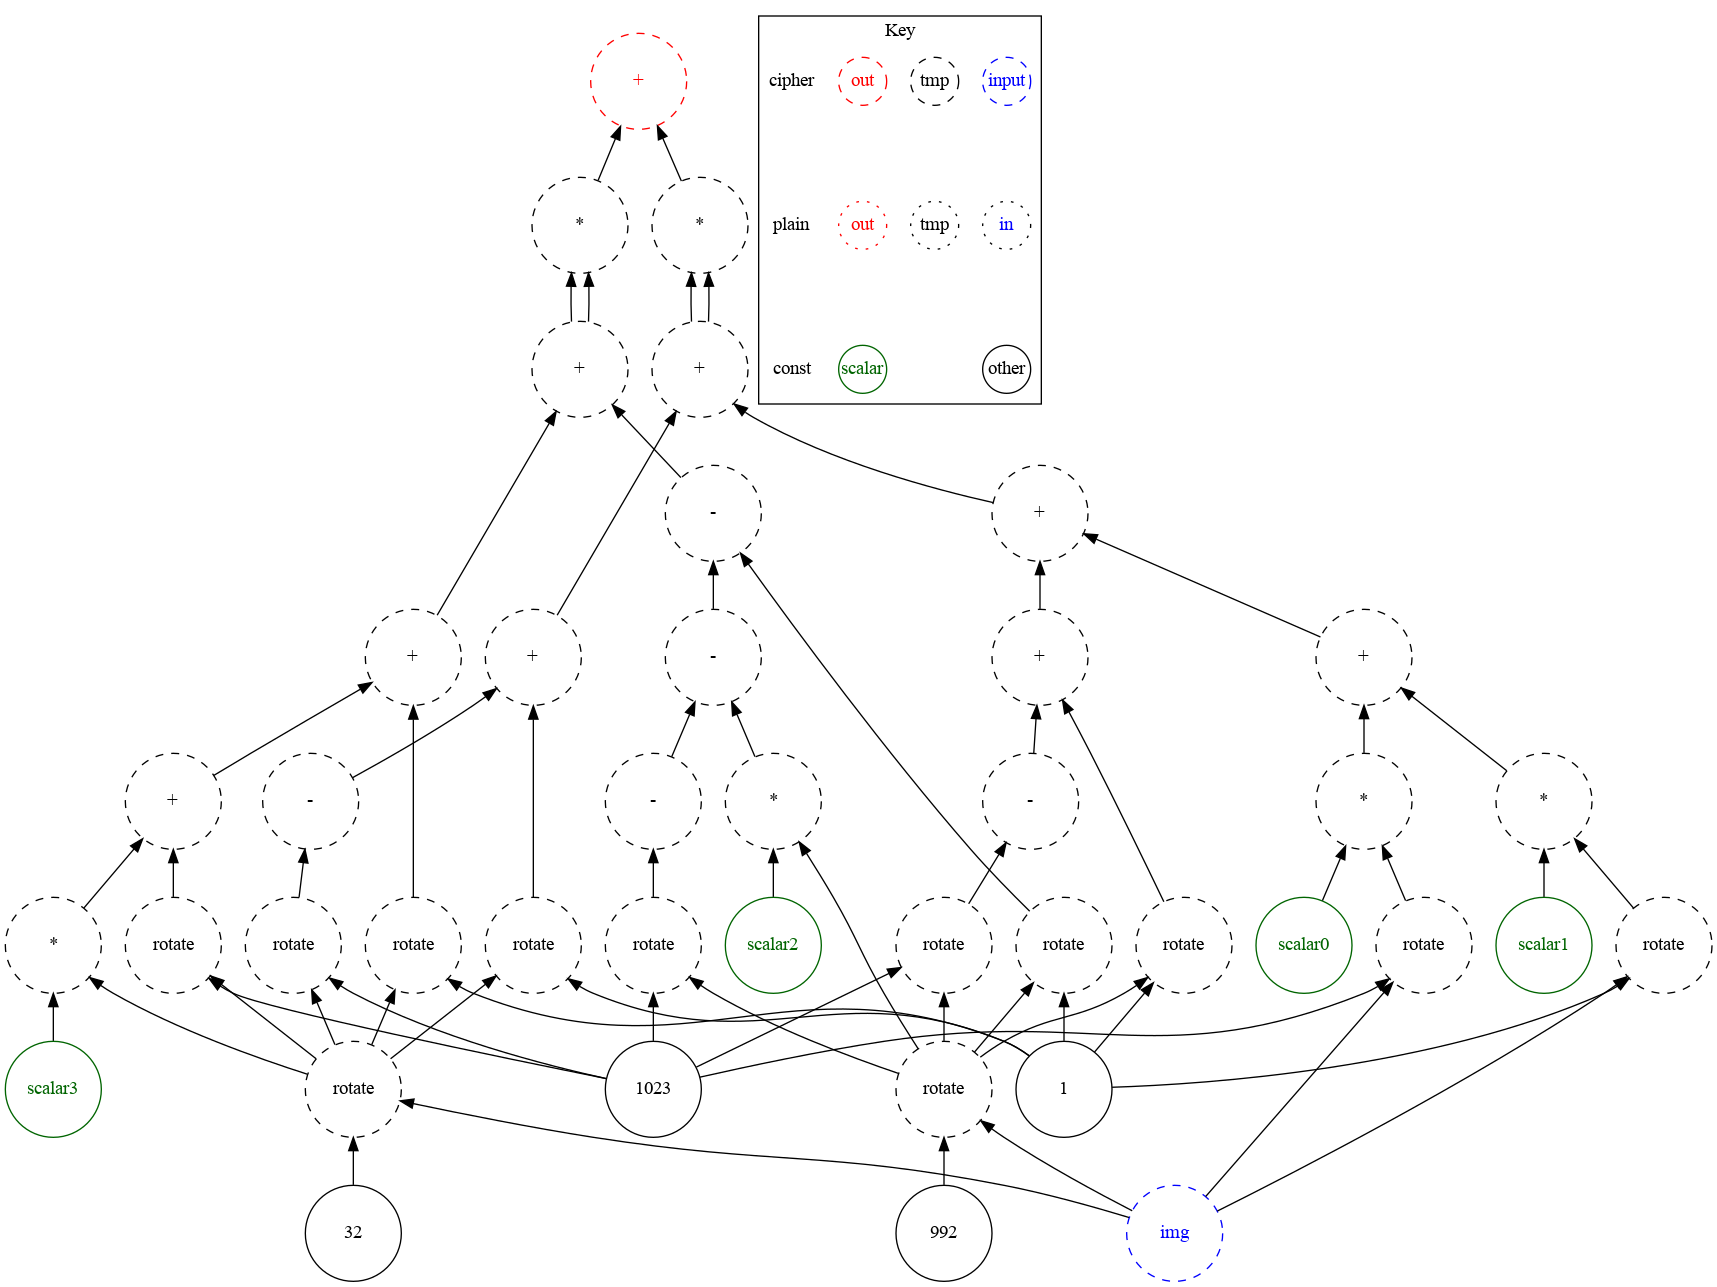 Key
+
cipher out tmp input
* *
plain out tmp in
+ +
const scalar other
- +
+ + - + +
+ - - * - * *
* rotate rotate rotate rotate rotate scalar2 rotate rotate rotate scalar0 rotate scalar1 rotate
scalar3 rotate 1023 rotate 1
32 992 img